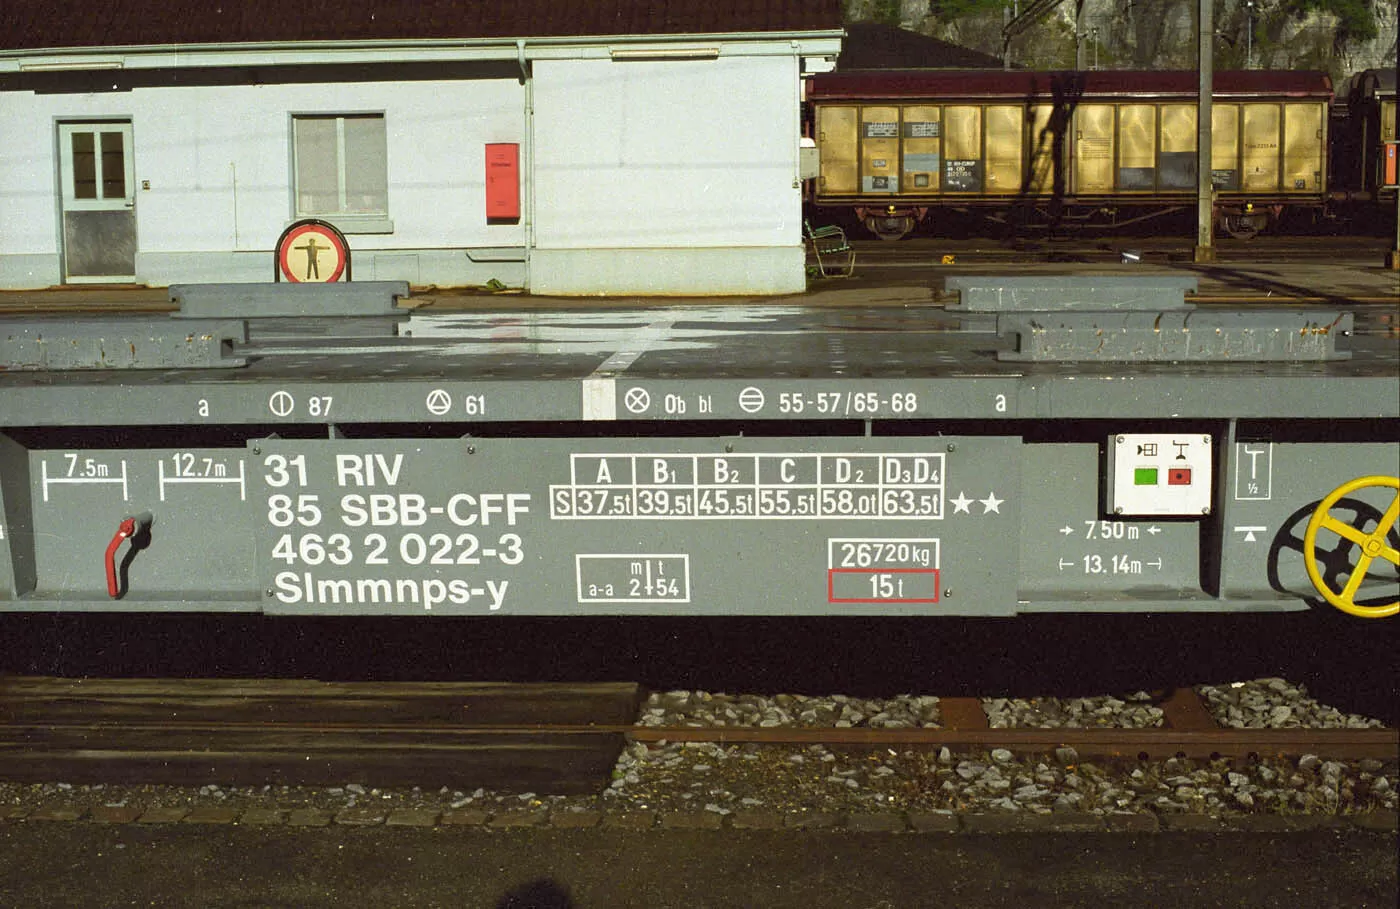 a 87 61 0b bl 55-57/65-68 a
7.5m 12.7m
31 RIV
85 SBB-CFF
463 2 022-3
Slmmnps-y
A B1 B2 C D2 D3D4
S 37,5t 39,5t 45,5t 55,5t 58,0t 63,5t ★★
m t
a-a 2 54
26720kg
15t
½
7.50m
13.14m